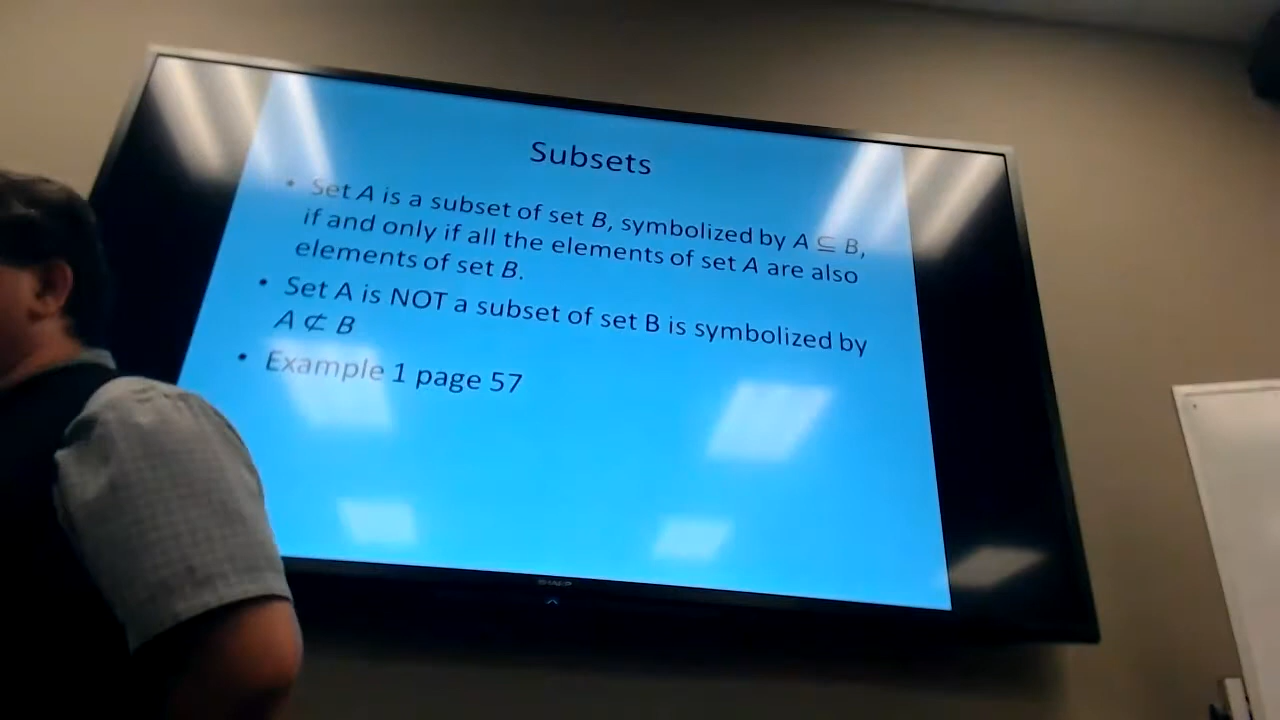 Subsets
• Set A is a subset of set B, symbolized by A ⊆ B,
if and only if all the elements of set A are also
elements of set B.
• Set A is NOT a subset of set B is symbolized by
A ⊄ B
• Example 1 page 57
SHARP